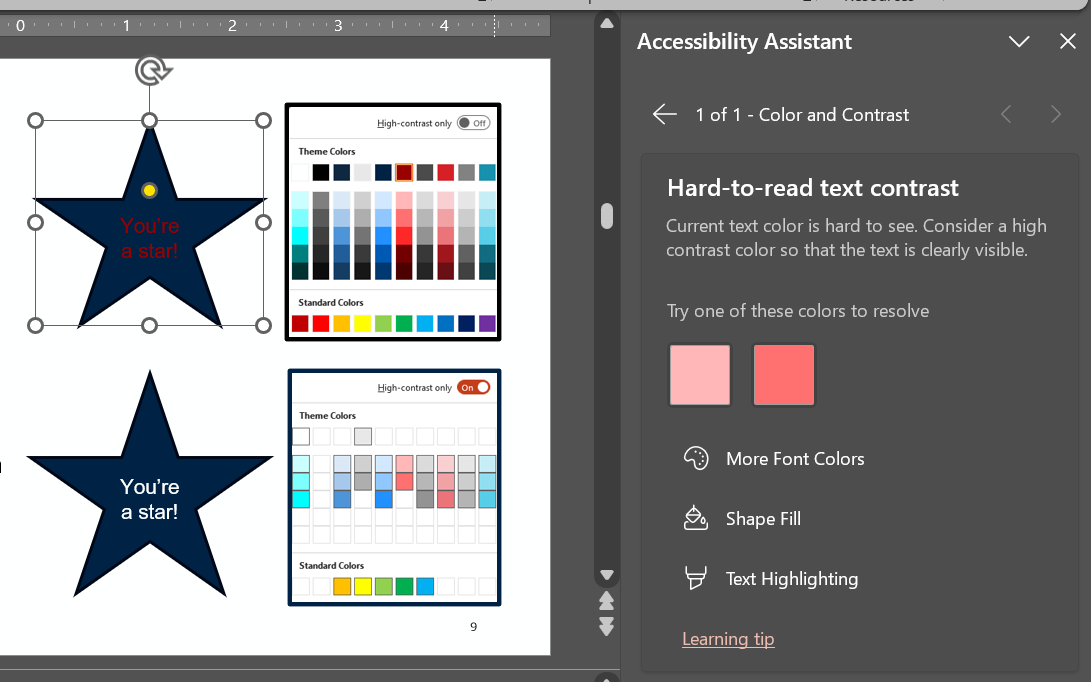 0 1 2 3 4
Accessibility Assistant
1 of 1 - Color and Contrast
Hard-to-read text contrast
Current text color is hard to see. Consider a high
contrast color so that the text is clearly visible.
Try one of these colors to resolve
More Font Colors
Shape Fill
Text Highlighting
Learning tip
You're
a star!
High-contrast only Off
Theme Colors
Standard Colors
You're
a star!
High-contrast only On
Theme Colors
Standard Colors
9